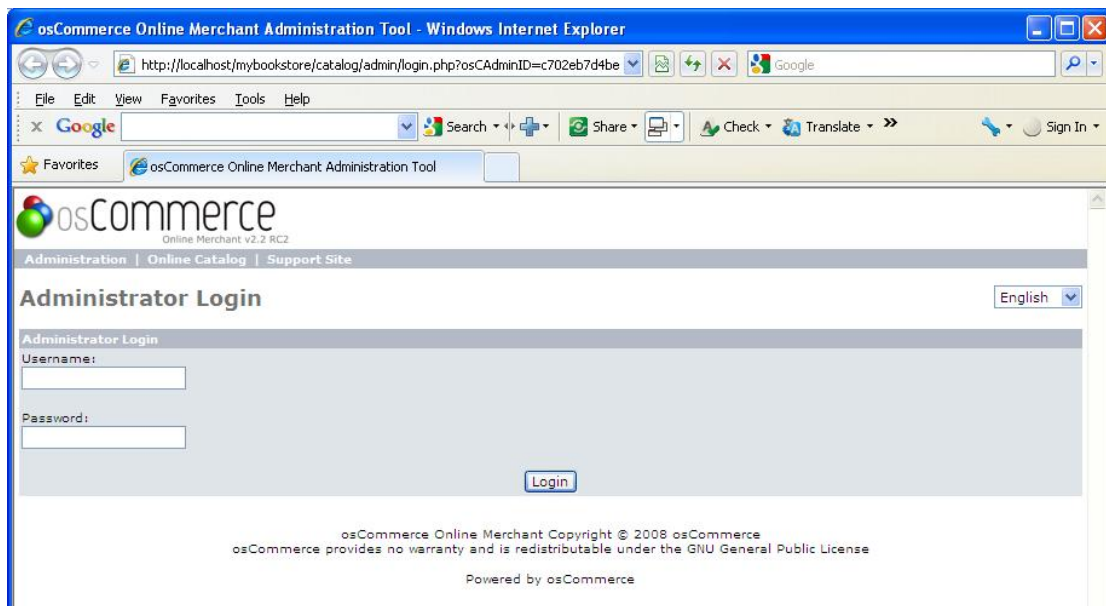 osCommerce Online Merchant Administration Tool - Windows Internet Explorer
http://localhost/mybookstore/catalog/admin/login.php?osCAdminID=c702eb7d4be
Google
File Edit View Favorites Tools Help
x Google Search Share Check Translate » Sign In
Favorites osCommerce Online Merchant Administration Tool
osCommerce
Online Merchant v2.2 RC2
Administration | Online Catalog | Support Site
Administrator Login
English
Administrator Login
Username:
Password:
Login
osCommerce Online Merchant Copyright © 2008 osCommerce
osCommerce provides no warranty and is redistributable under the GNU General Public License
Powered by osCommerce